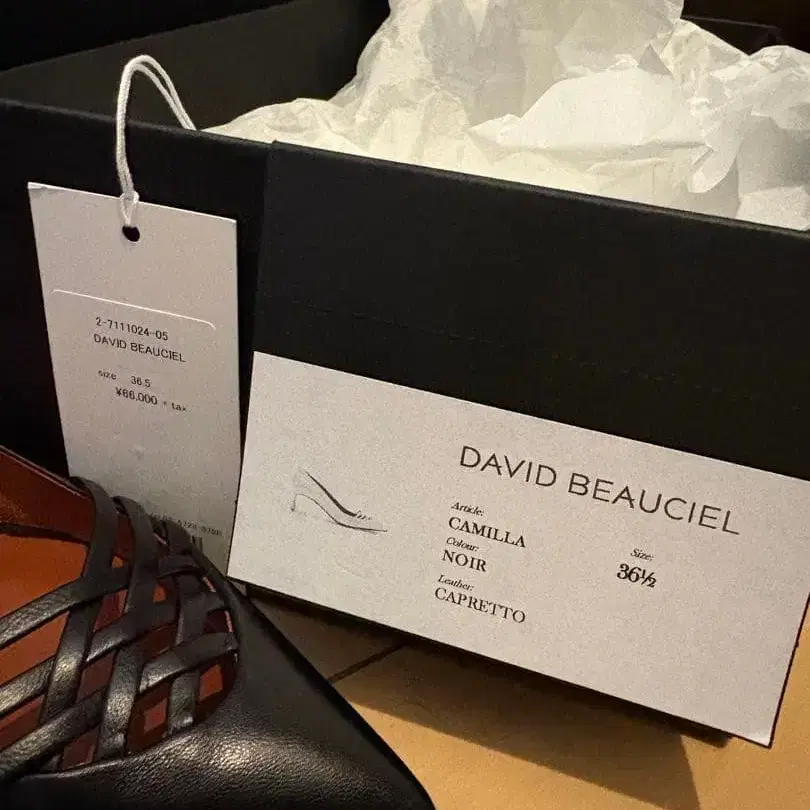 2-7111024-05
DAVID BEAUCIEL
size 36.5
¥66,000 + tax
DAVID BEAUCIEL
Article:
CAMILLA
Colour:
NOIR
Leather:
CAPRETTO
Size:
36½